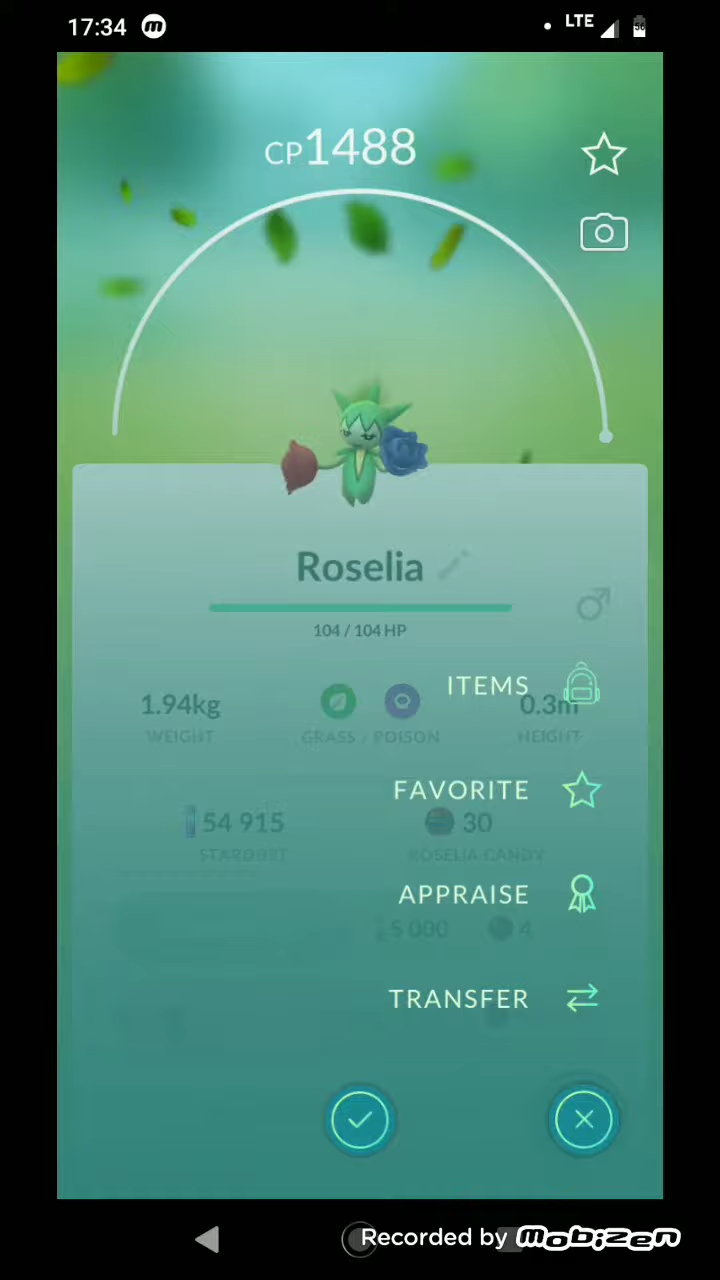 17:34
LTE
56
CP1488
Roselia
104 / 104 HP
ITEMS
1.94kg
0.3m
WEIGHT
GRASS / POISON
HEIGHT
FAVORITE
54 915
30
STARDUST
ROSELIA CANDY
APPRAISE
5 000
4
TRANSFER
Recorded by mobizen